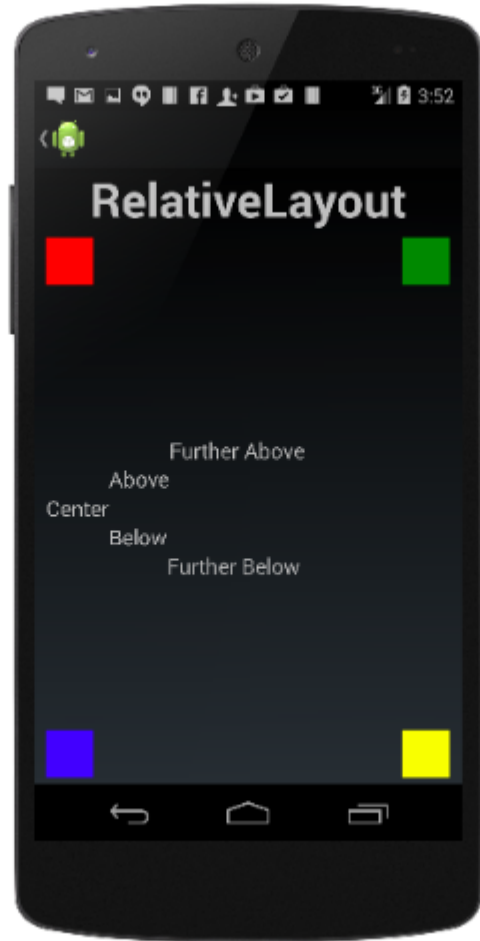 3:52
RelativeLayout
Further Above
Above
Center
Below
Further Below